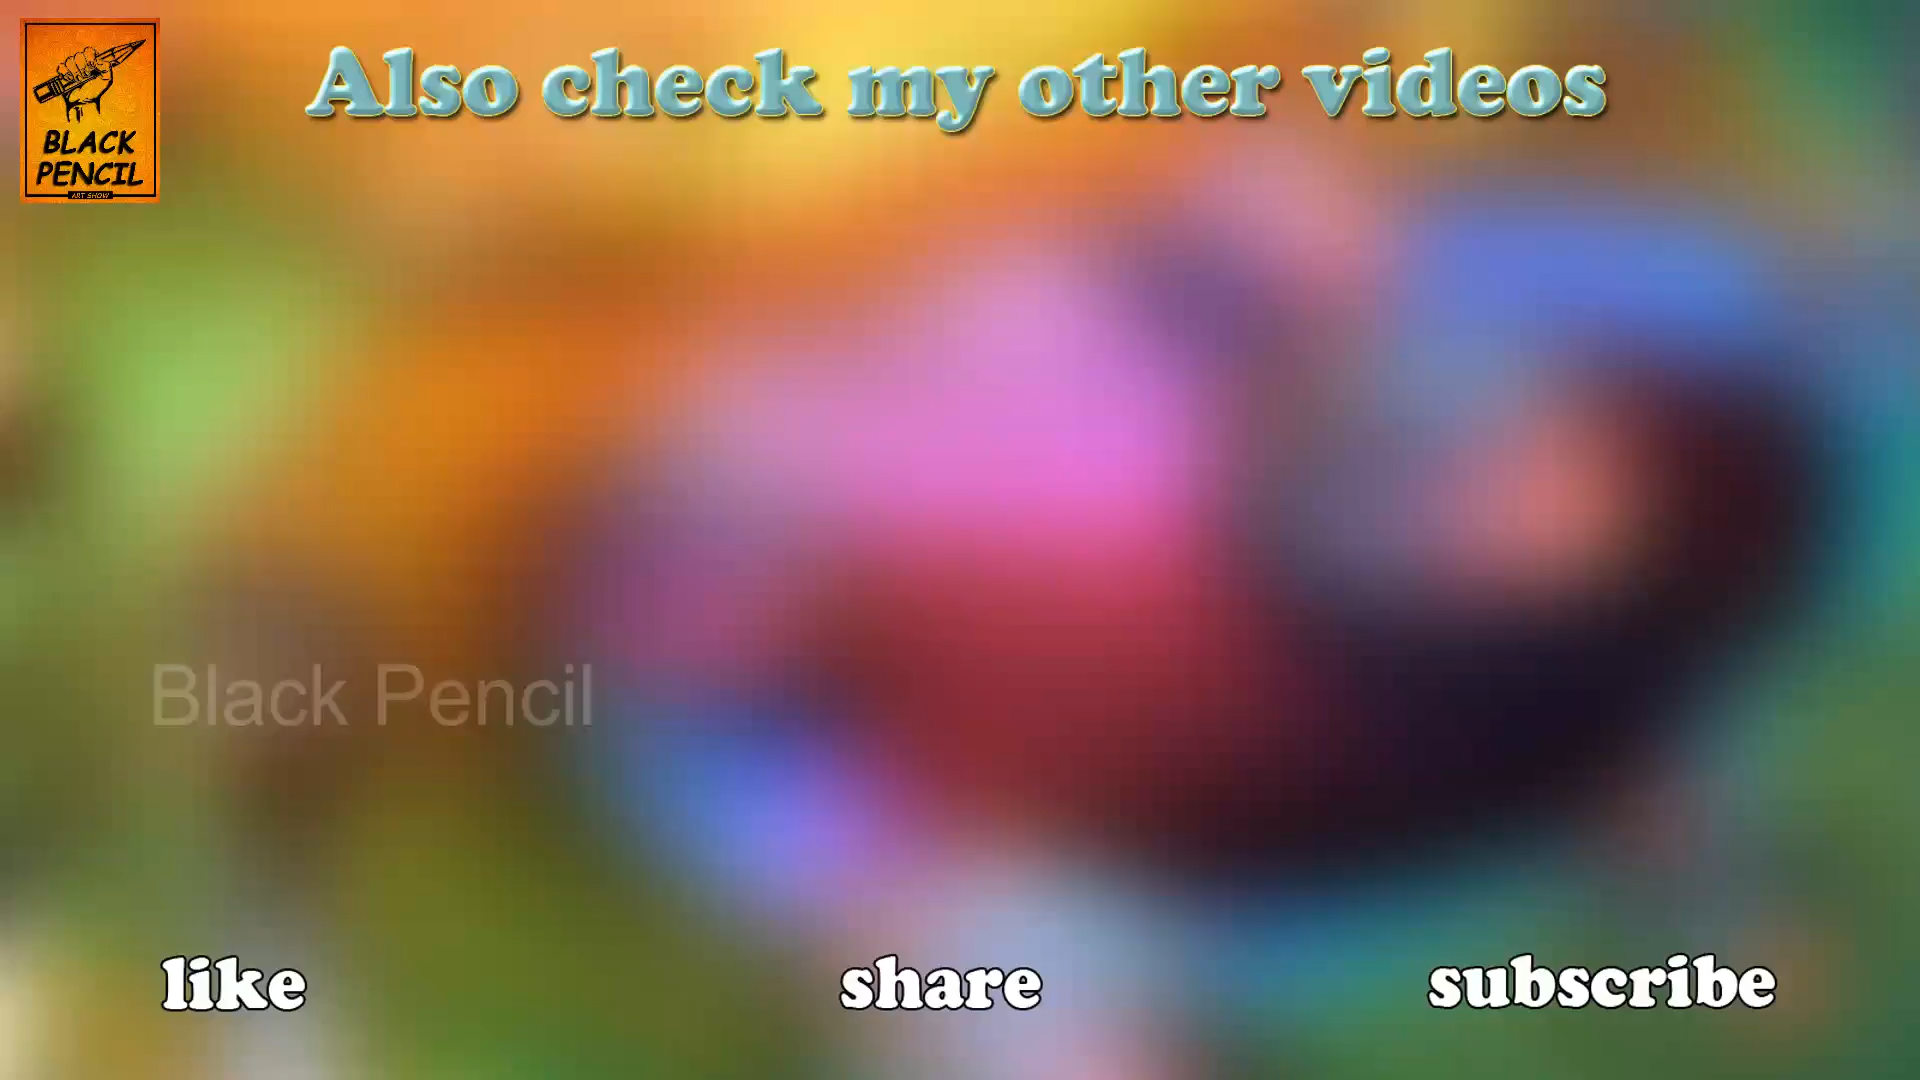 BLACK
PENCIL
ART SHOW
Also check my other videos
Black Pencil
like
share
subscribe